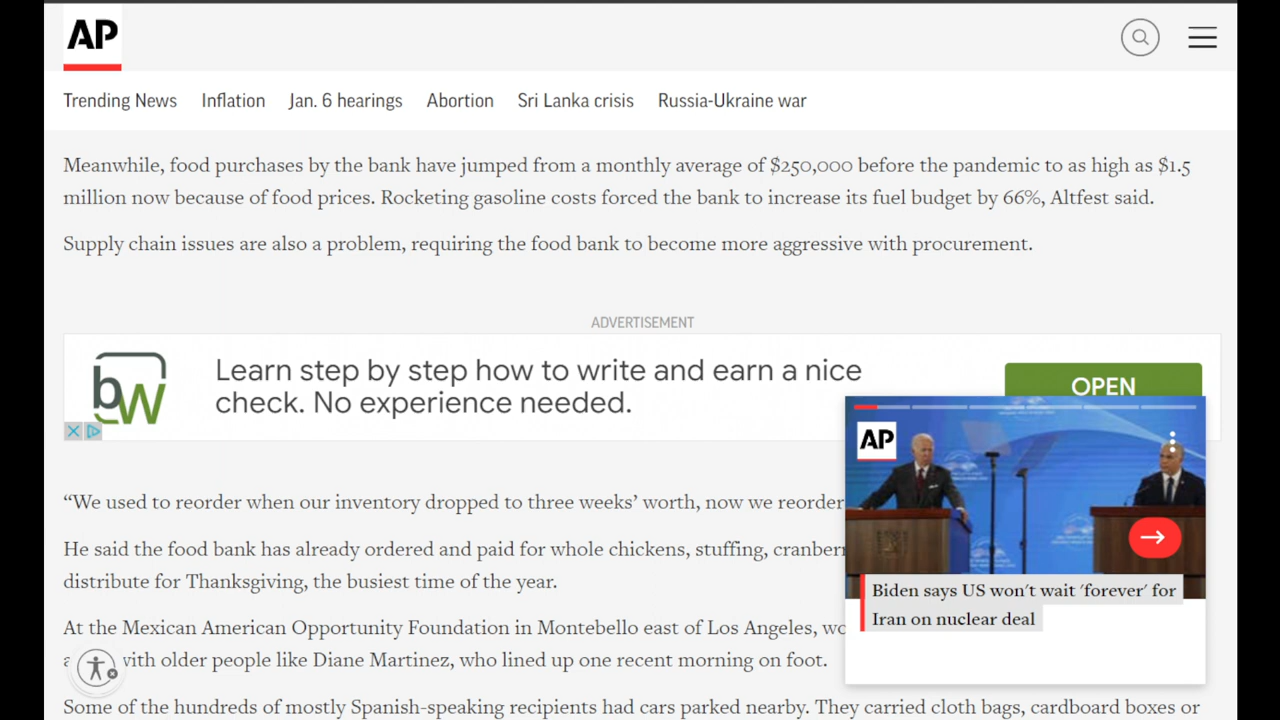 AP
Trending News Inflation Jan. 6 hearings Abortion Sri Lanka crisis Russia-Ukraine war
Meanwhile, food purchases by the bank have jumped from a monthly average of $250,000 before the pandemic to as high as $1.5
million now because of food prices. Rocketing gasoline costs forced the bank to increase its fuel budget by 66%, Altfest said.
Supply chain issues are also a problem, requiring the food bank to become more aggressive with procurement.
ADVERTISEMENT
bW
Learn step by step how to write and earn a nice
check. No experience needed.
OPEN
AP
“We used to reorder when our inventory dropped to three weeks’ worth, now we reorder
He said the food bank has already ordered and paid for whole chickens, stuffing,
distribute for Thanksgiving, the busiest time of the year.
Biden says US won't wait 'forever' for
Iran on nuclear deal
At the Mexican American Opportunity Foundation in Montebello east of Los Angeles,
with older people like Diane Martinez, who lined up one recent morning on foot.
Some of the hundreds of mostly Spanish-speaking recipients had cars parked nearby. They carried cloth bags, cardboard boxes or